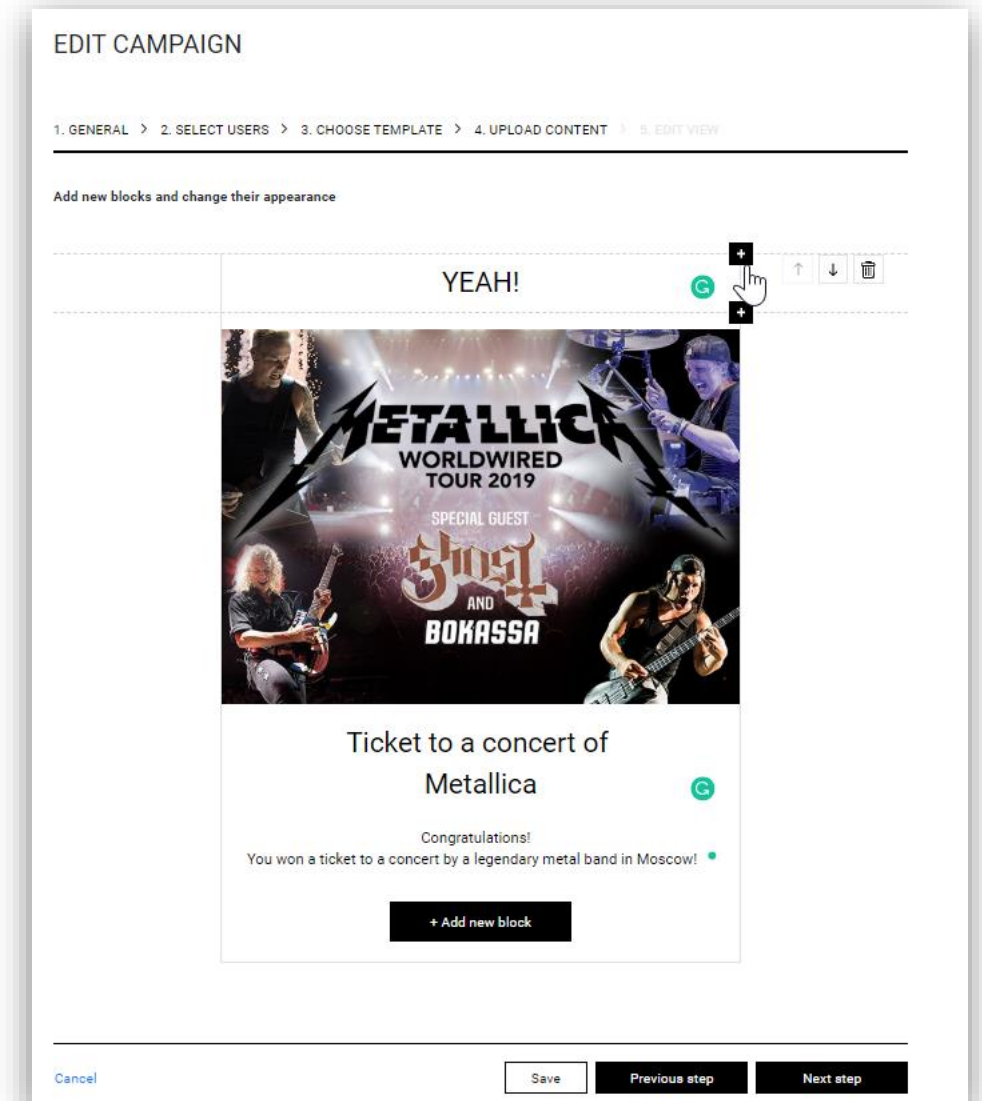 EDIT CAMPAIGN
1. GENERAL > 2. SELECT USERS > 3. CHOOSE TEMPLATE > 4. UPLOAD CONTENT > 5. EDIT VIEW
Add new blocks and change their appearance
YEAH!
METALLICA
WORLDWIRED
TOUR 2019
SPECIAL GUEST
Ghost
AND
BOKASSA
Ticket to a concert of
Metallica
Congratulations!
You won a ticket to a concert by a legendary metal band in Moscow!
+ Add new block
Cancel
Save
Previous step
Next step